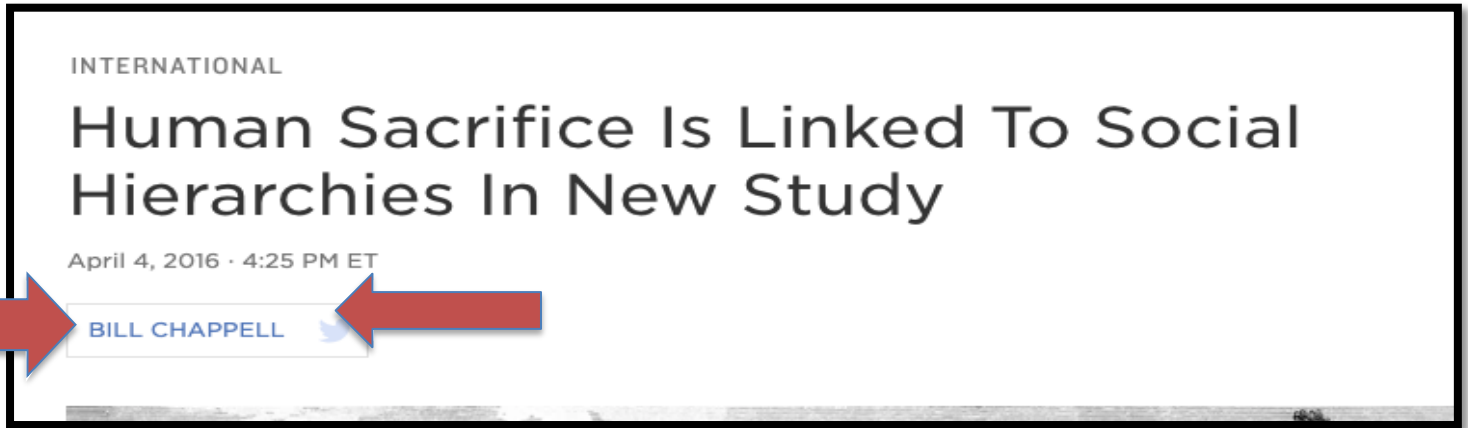 INTERNATIONAL
Human Sacrifice Is Linked To Social
Hierarchies In New Study
April 4, 2016 · 4:25 PM ET
BILL CHAPPELL